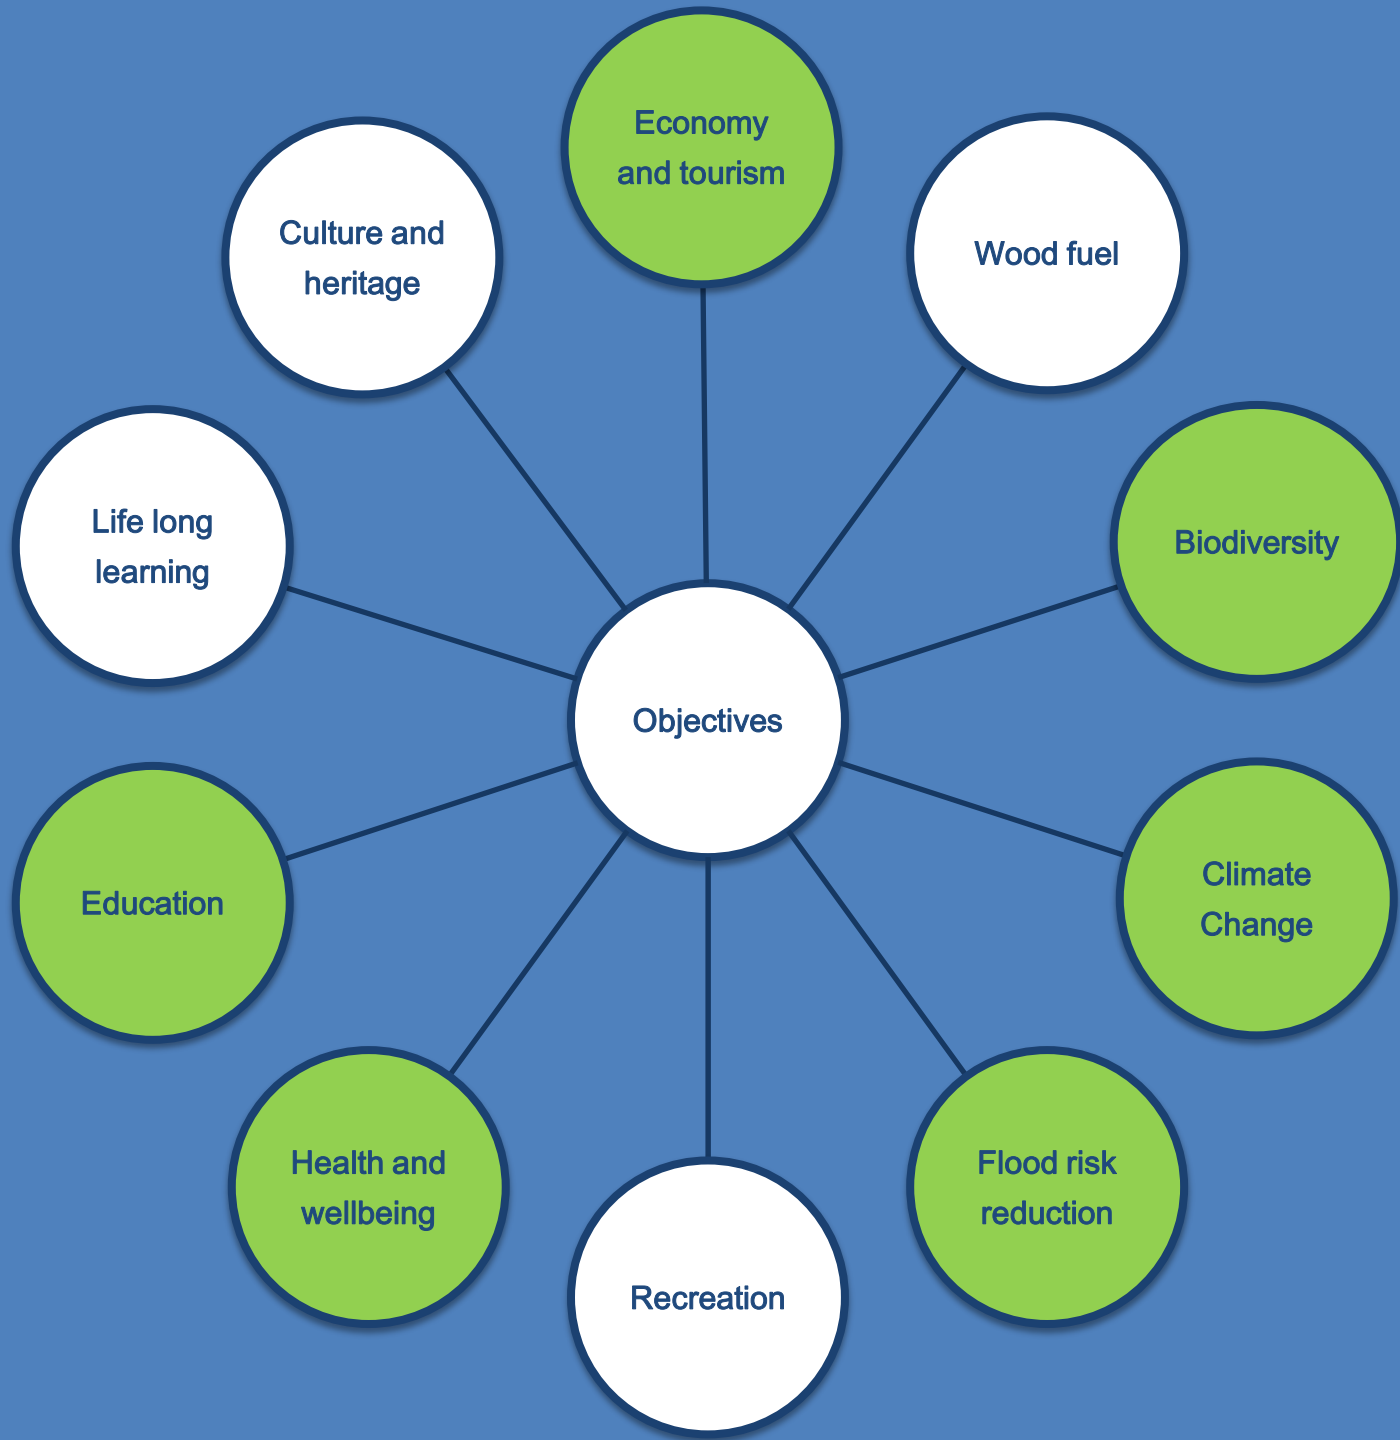 Economy
and tourism
Wood fuel
Culture and
heritage
Life long
learning
Biodiversity
Objectives
Climate
Change
Education
Health and
wellbeing
Flood risk
reduction
Recreation